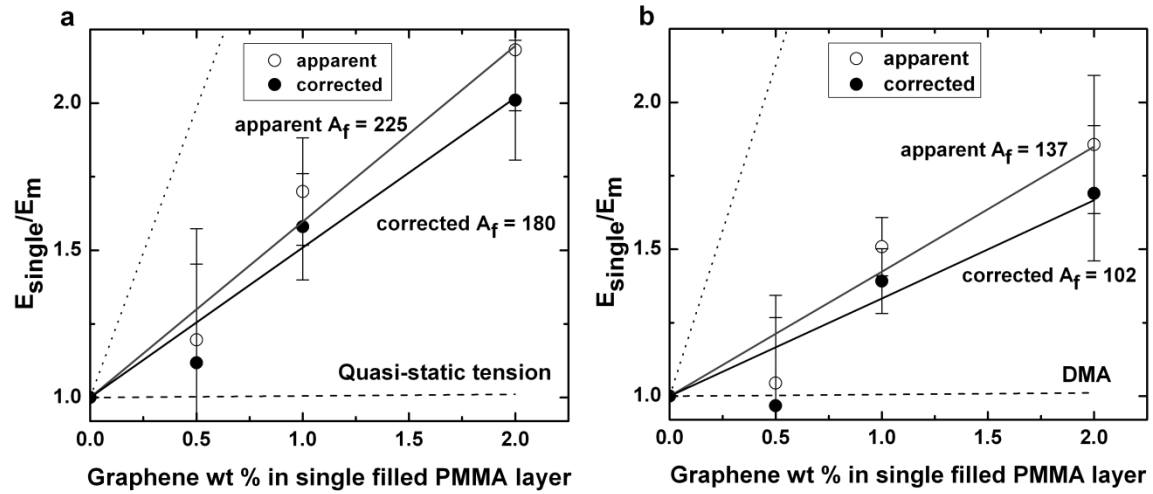 a
apparent
corrected
apparent A_f = 225
corrected A_f = 180
Quasi-static tension
E_single/E_m
2.0
1.5
1.0
0.0 0.5 1.0 1.5 2.0
Graphene wt % in single filled PMMA layer
b
apparent
corrected
apparent A_f = 137
corrected A_f = 102
DMA
E_single/E_m
2.0
1.5
1.0
0.0 0.5 1.0 1.5 2.0
Graphene wt % in single filled PMMA layer